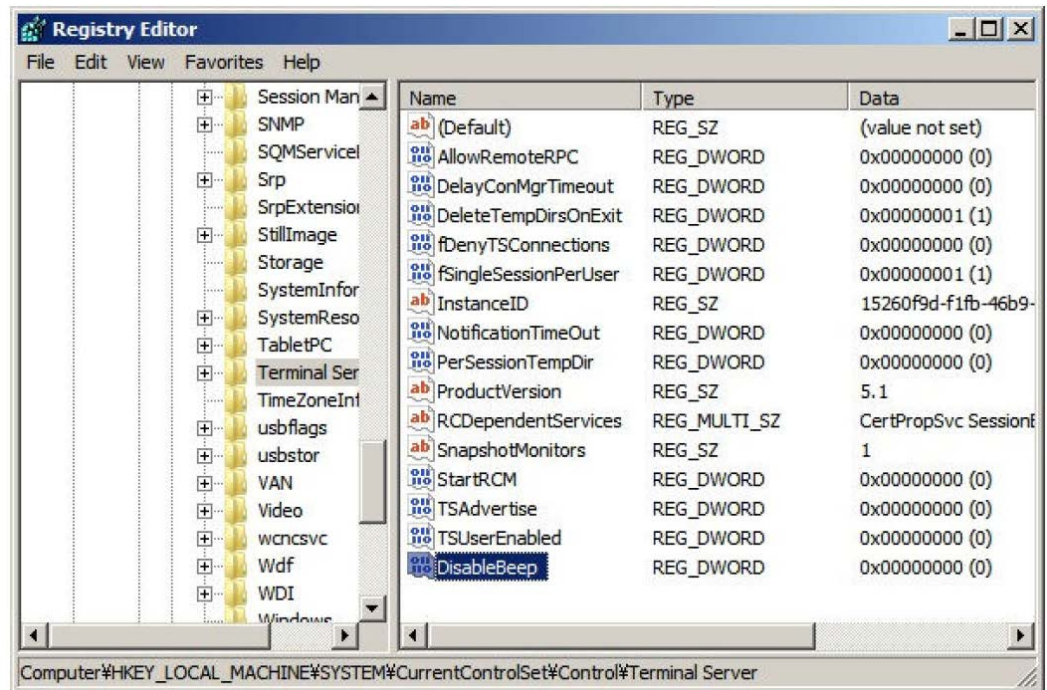 Registry Editor
File Edit View Favorites Help
Session Man
SNMP
SQMServicel
Srp
SrpExtension
StillImage
Storage
SystemInfor
SystemReso
TabletPC
Terminal Ser
TimeZoneInf
usbflags
usbstor
VAN
Video
wcncsvc
Wdf
WDI
Windows
Name Type Data
(Default) REG_SZ (value not set)
AllowRemoteRPC REG_DWORD 0x00000000 (0)
DelayConMgrTimeout REG_DWORD 0x00000000 (0)
DeleteTempDirsOnExit REG_DWORD 0x00000001 (1)
fDenyTSConnections REG_DWORD 0x00000000 (0)
fSingleSessionPerUser REG_DWORD 0x00000001 (1)
InstanceID REG_SZ 15260f9d-f1fb-46b9-
NotificationTimeOut REG_DWORD 0x00000000 (0)
PerSessionTempDir REG_DWORD 0x00000000 (0)
ProductVersion REG_SZ 5.1
RCDependentServices REG_MULTI_SZ CertPropSvc SessionE
SnapshotMonitors REG_SZ 1
StartRCM REG_DWORD 0x00000000 (0)
TSAdvertise REG_DWORD 0x00000000 (0)
TSUserEnabled REG_DWORD 0x00000000 (0)
DisableBeep REG_DWORD 0x00000000 (0)
Computer¥HKEY_LOCAL_MACHINE¥SYSTEM¥CurrentControlSet¥Control¥Terminal Server